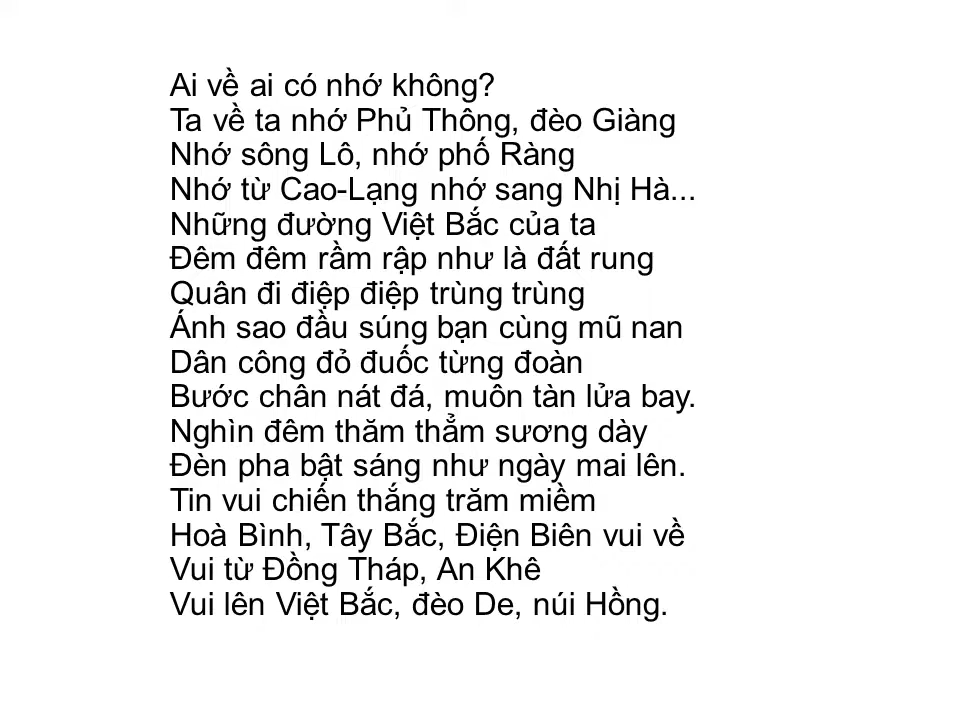 Ai về ai có nhớ không?
Ta về ta nhớ Phủ Thông, đèo Giàng
Nhớ sông Lô, nhớ phố Ràng
Nhớ từ Cao-Lạng nhớ sang Nhị Hà...
Những đường Việt Bắc của ta
Đêm đêm rầm rập như là đất rung
Quân đi điệp điệp trùng trùng
Ánh sao đầu súng bạn cùng mũ nan
Dân công đỏ đuốc từng đoàn
Bước chân nát đá, muôn tàn lửa bay.
Nghìn đêm thăm thẳm sương dày
Đèn pha bật sáng như ngày mai lên.
Tin vui chiến thắng trăm miềm
Hoà Bình, Tây Bắc, Điện Biên vui về
Vui từ Đồng Tháp, An Khê
Vui lên Việt Bắc, đèo De, núi Hồng.